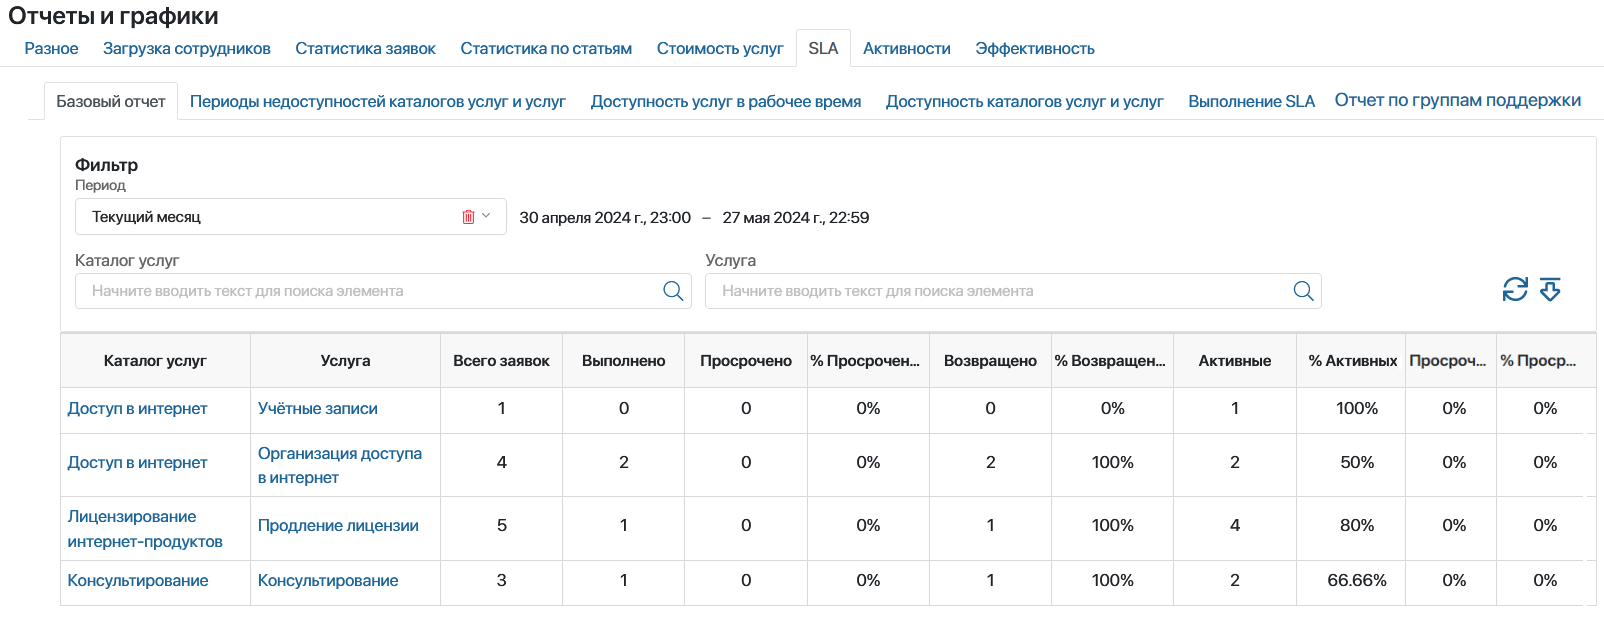 Отчеты и графики
Разное Загрузка сотрудников Статистика заявок Статистика по статьям Стоимость услуг SLA Активности Эффективность
Базовый отчет Периоды недоступностей каталогов услуг и услуг Доступность услуг в рабочее время Доступность каталогов услуг и услуг Выполнение SLA Отчет по группам поддержки
Фильтр
Период
Текущий месяц 30 апреля 2024 г., 23:00 – 27 мая 2024 г., 22:59
Каталог услуг Услуга
Начните вводить текст для поиска элемента Начните вводить текст для поиска элемента
Каталог услуг Услуга Всего заявок Выполнено Просрочено % Просрочен... Возвращено % Возвращен... Активные % Активных Просроч... % Проср...
Доступ в интернет Учётные записи 1 0 0 0% 0 0% 1 100% 0% 0%
Доступ в интернет Организация доступа в интернет 4 2 0 0% 2 100% 2 50% 0% 0%
Лицензирование интернет-продуктов Продление лицензии 5 1 0 0% 1 100% 4 80% 0% 0%
Консультирование Консультирование 3 1 0 0% 1 100% 2 66.66% 0% 0%